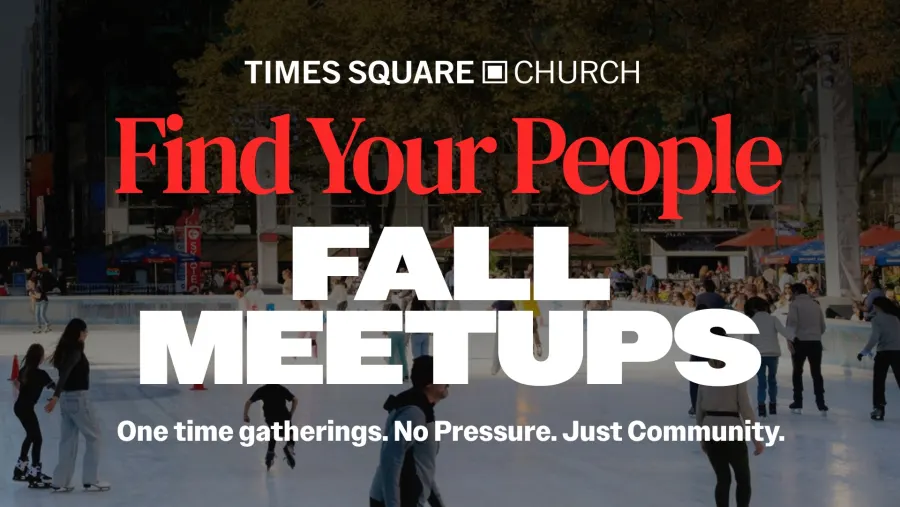 TIMES SQUARE CHURCH
Find Your People
FALL
MEETUPS
One time gatherings. No Pressure. Just Community.